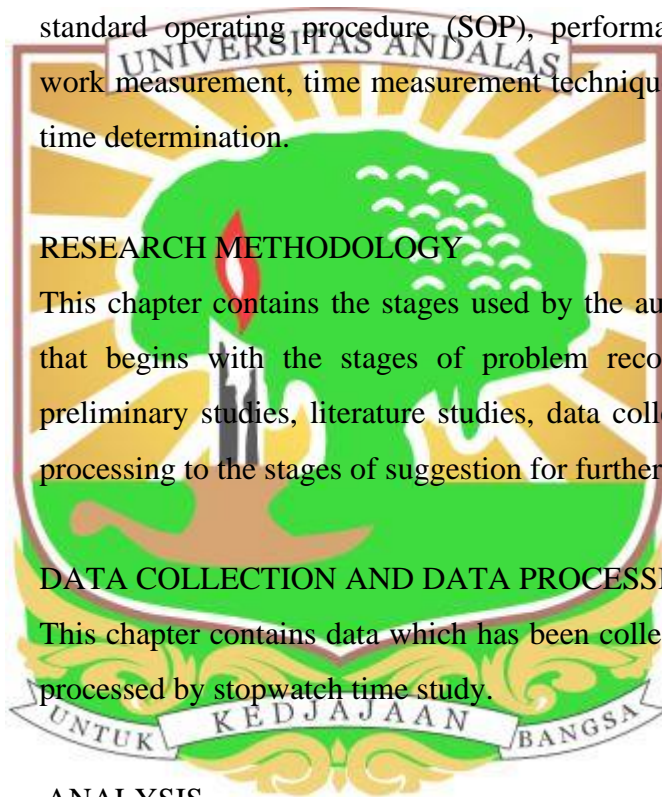 standard operating procedure (SOP), performa
UNIVERSITAS ANDALAS
work measurement, time measurement techniqu
time determination.
RESEARCH METHODOLOGY
This chapter contains the stages used by the au
that begins with the stages of problem reco
preliminary studies, literature studies, data colle
processing to the stages of suggestion for further
DATA COLLECTION AND DATA PROCESSI
This chapter contains data which has been colle
processed by stopwatch time study.
UNTUK KEDJAJAAN BANGSA
ANALYSIS